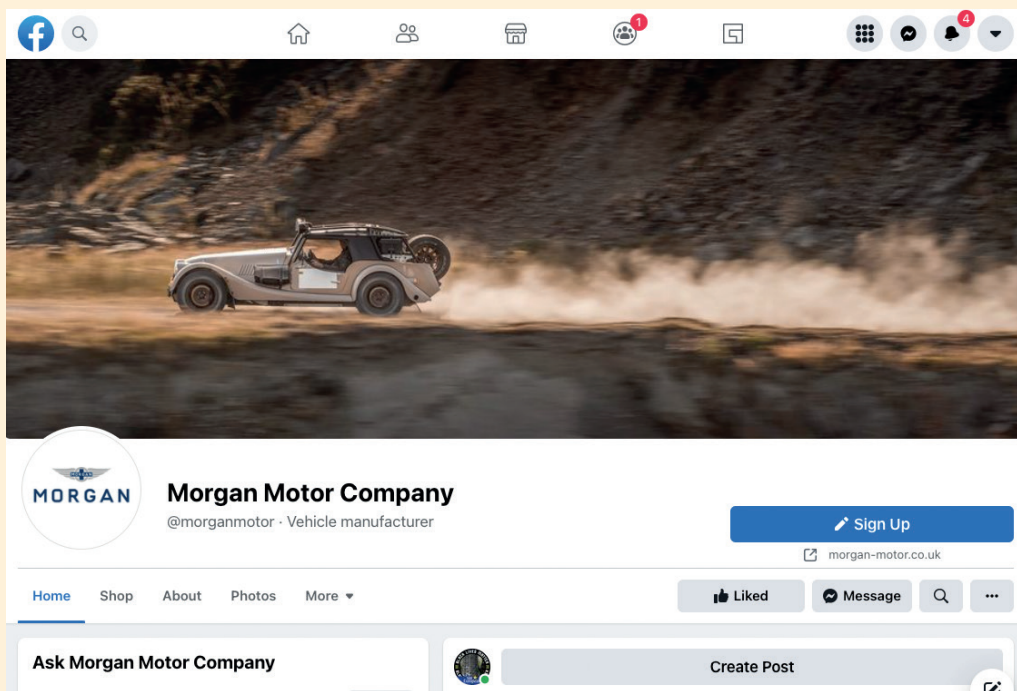 1
4
MORGAN
Morgan Motor Company
@morganmotor · Vehicle manufacturer
Sign Up
morgan-motor.co.uk
Home Shop About Photos More
Liked Message
Ask Morgan Motor Company
Create Post